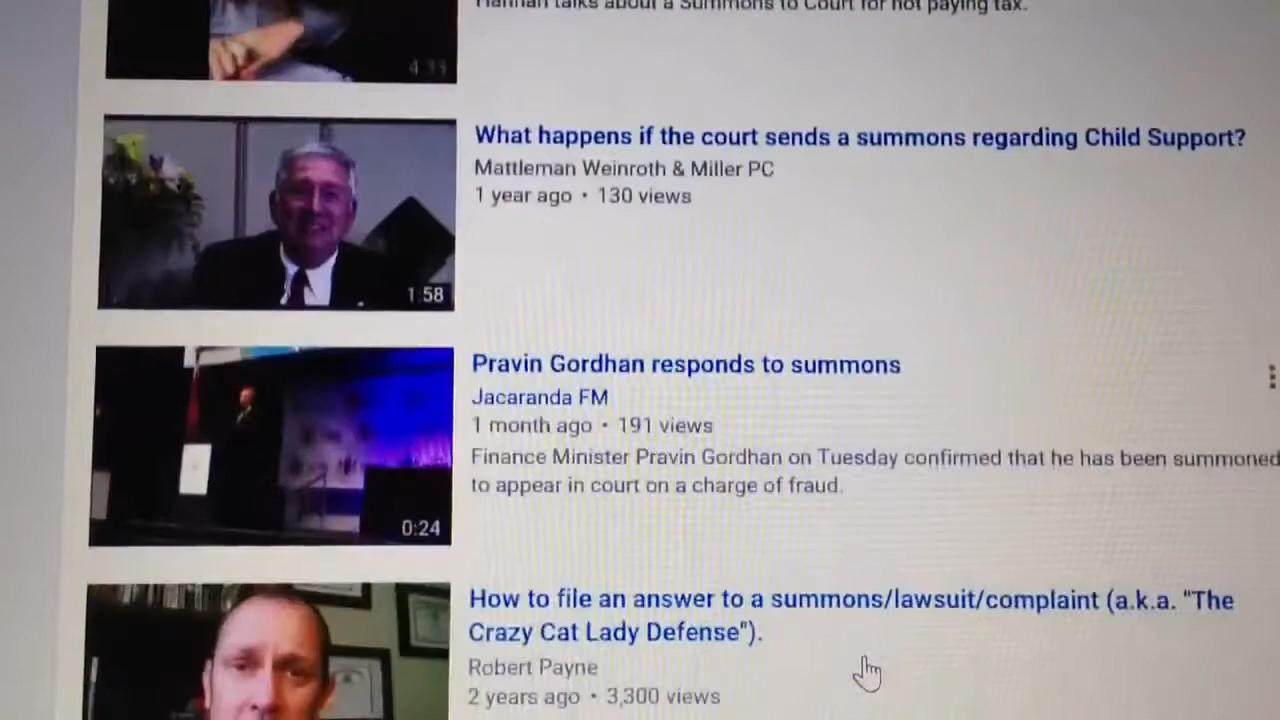 Hannah talks about a Summons to Court for not paying tax.
4:33
What happens if the court sends a summons regarding Child Support?
Mattleman Weinroth & Miller PC
1 year ago • 130 views
1:58
Pravin Gordhan responds to summons
Jacaranda FM
1 month ago • 191 views
Finance Minister Pravin Gordhan on Tuesday confirmed that he has been summoned
to appear in court on a charge of fraud.
0:24
How to file an answer to a summons/lawsuit/complaint (a.k.a. "The
Crazy Cat Lady Defense").
Robert Payne
2 years ago • 3,300 views